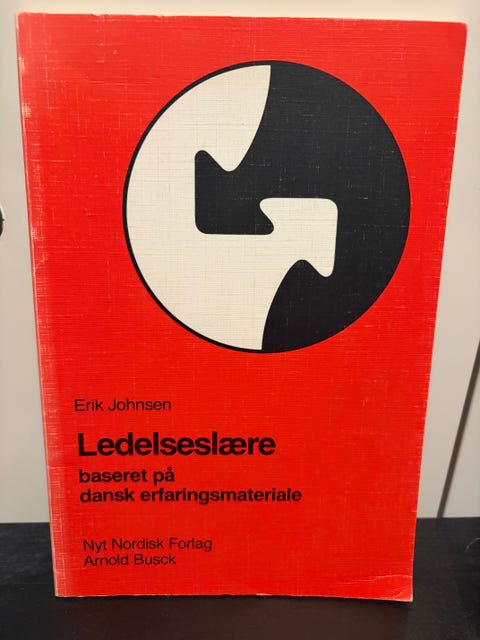 Erik Johnsen
Ledelseslære
baseret på
dansk erfaringsmateriale
Nyt Nordisk Forlag
Arnold Busck